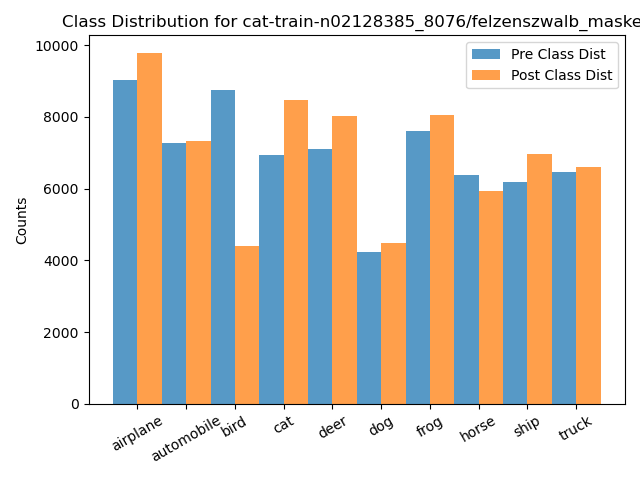 Class Distribution for cat-train-n02128385_8076/felzenszwalb_maske
Pre Class Dist
Post Class Dist
Counts
10000
8000
6000
4000
2000
0
airplane
automobile
bird
cat
deer
dog
frog
horse
ship
truck